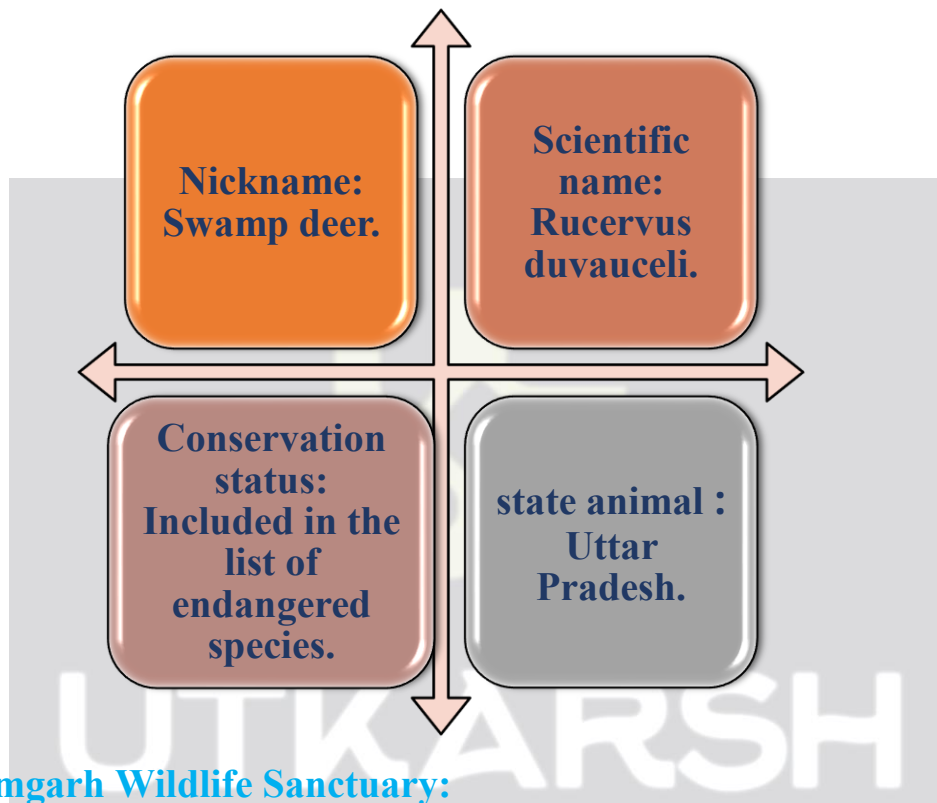 Nickname:
Swamp deer.
Scientific
name:
Rucervus
duvauceli.
Conservation
status:
Included in the
list of
endangered
species.
state animal :
Uttar
Pradesh.
UTKARSH
mgarh Wildlife Sanctuary: